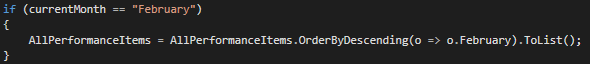 if (currentMonth == "February")
{
    AllPerformanceItems = AllPerformanceItems.OrderByDescending(o => o.February).ToList();
}